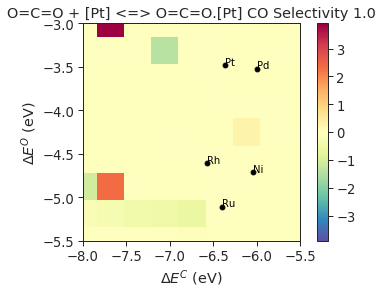 O=C=O + [Pt] <=> O=C=O.[Pt] CO Selectivity 1.0
−3.0
−3.5
−4.0
−4.5
−5.0
−5.5
ΔE^O (eV)
Pt
Pd
Rh
Ni
Ru
−8.0 −7.5 −7.0 −6.5 −6.0 −5.5
ΔE^C (eV)
3
2
1
0
−1
−2
−3